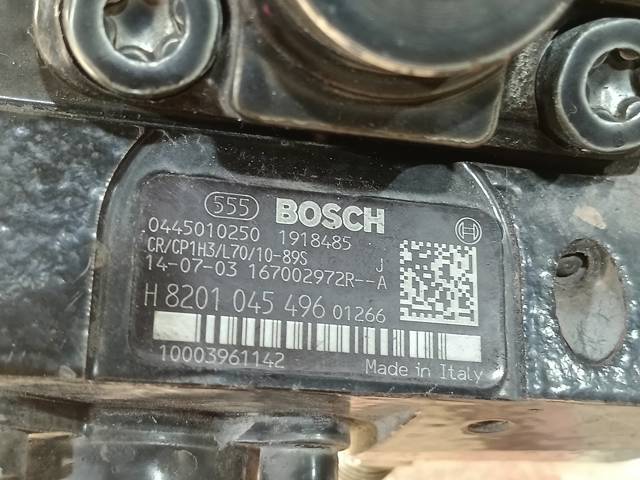 555 BOSCH
0445010250 1918485
CR/CP1H3/L70/10-89S J
14-07-03 167002972R--A
H 8201 045 496 01266
10003961142
Made in Italy